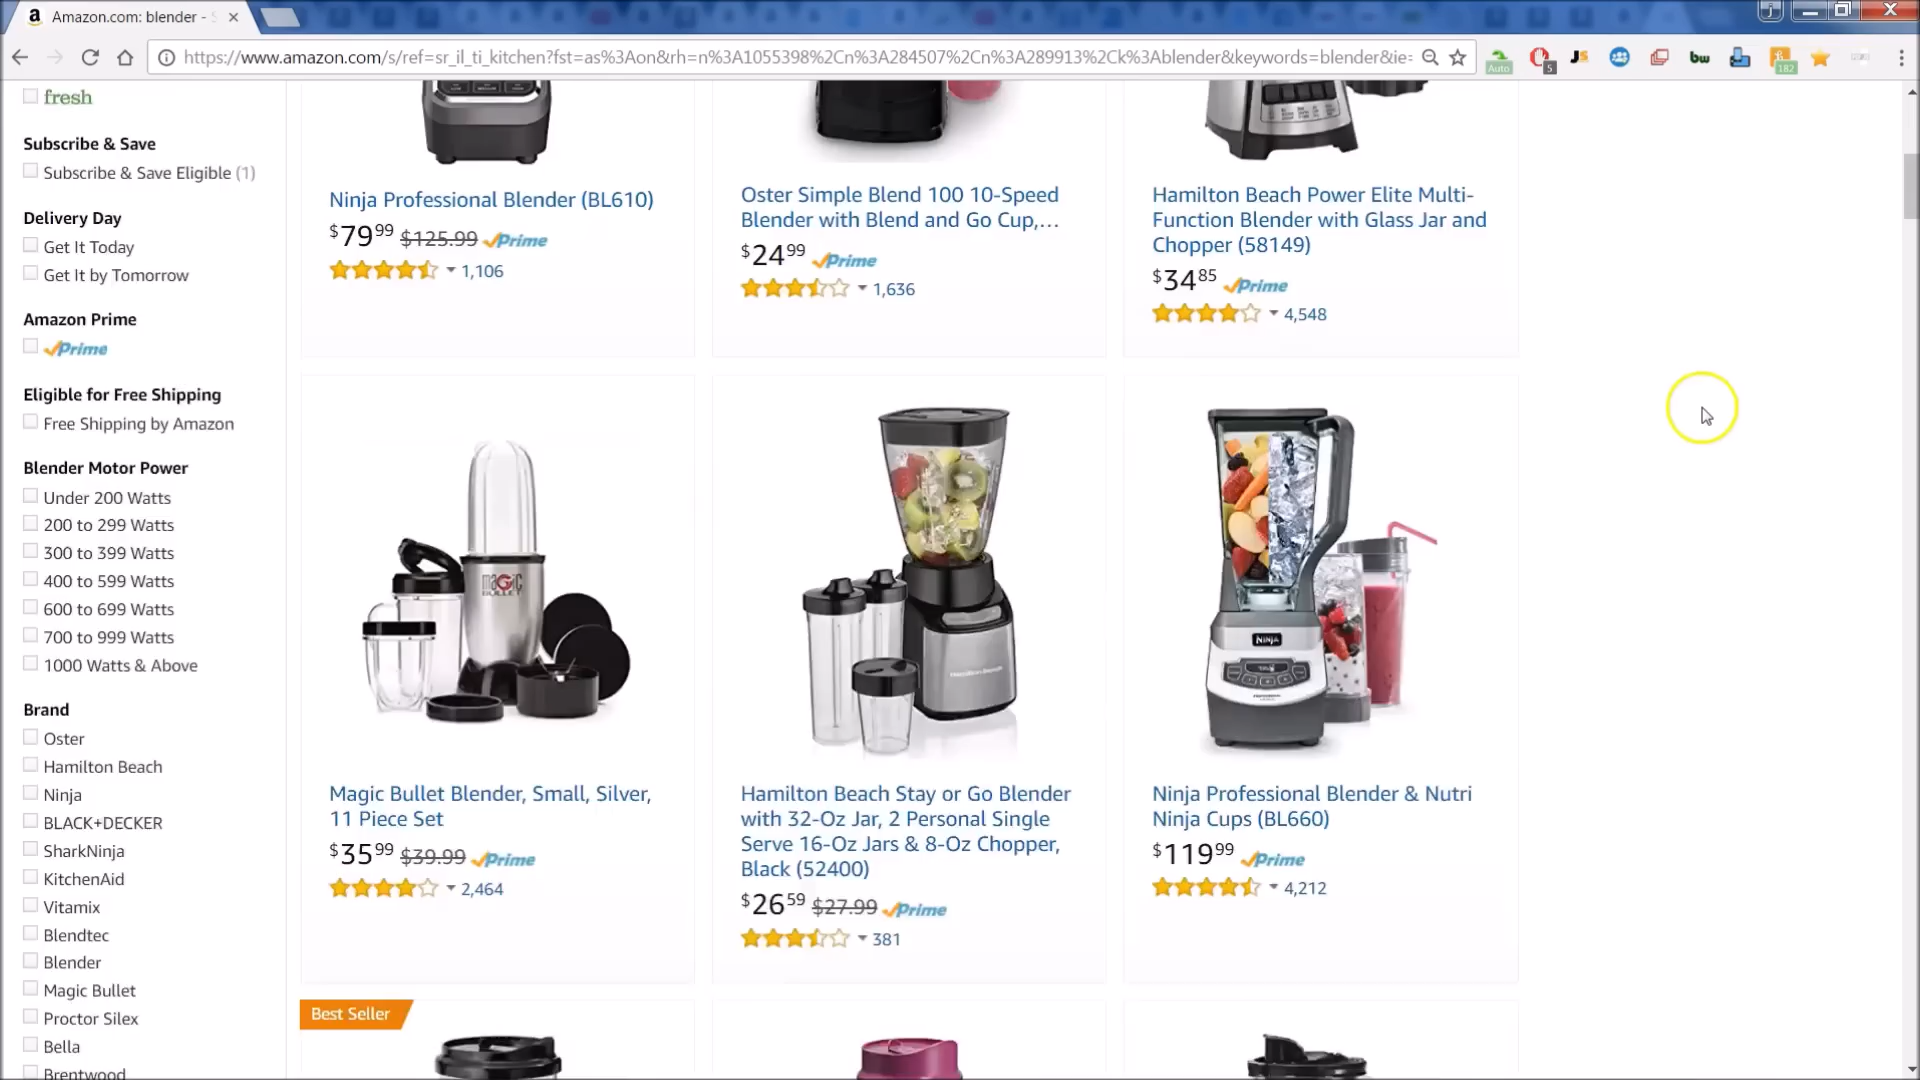 Amazon.com: blender - S
https://www.amazon.com/s/ref=sr_il_ti_kitchen?fst=as%3Aon&rh=n%3A1055398%2Cn%3A284507%2Cn%3A289913%2Ck%3Ablender&keywords=blender&ie=
Auto
5
JS
bw
182
fresh
Subscribe & Save
Subscribe & Save Eligible (1)
Delivery Day
Get It Today
Get It by Tomorrow
Amazon Prime
Prime
Eligible for Free Shipping
Free Shipping by Amazon
Blender Motor Power
Under 200 Watts
200 to 299 Watts
300 to 399 Watts
400 to 599 Watts
600 to 699 Watts
700 to 999 Watts
1000 Watts & Above
Brand
Oster
Hamilton Beach
Ninja
BLACK+DECKER
SharkNinja
KitchenAid
Vitamix
Blendtec
Blender
Magic Bullet
Proctor Silex
Bella
Brentwood
Ninja Professional Blender (BL610)
$79.99 $125.99 Prime
1,106
Oster Simple Blend 100 10-Speed
Blender with Blend and Go Cup,...
$24.99 Prime
1,636
Hamilton Beach Power Elite Multi-
Function Blender with Glass Jar and
Chopper (58149)
$34.85 Prime
4,548
MAGIC
BULLET
Hamilton Beach
NINJA
Magic Bullet Blender, Small, Silver,
11 Piece Set
$35.99 $39.99 Prime
2,464
Hamilton Beach Stay or Go Blender
with 32-Oz Jar, 2 Personal Single
Serve 16-Oz Jars & 8-Oz Chopper,
Black (52400)
$26.59 $27.99 Prime
381
Ninja Professional Blender & Nutri
Ninja Cups (BL660)
$119.99 Prime
4,212
Best Seller